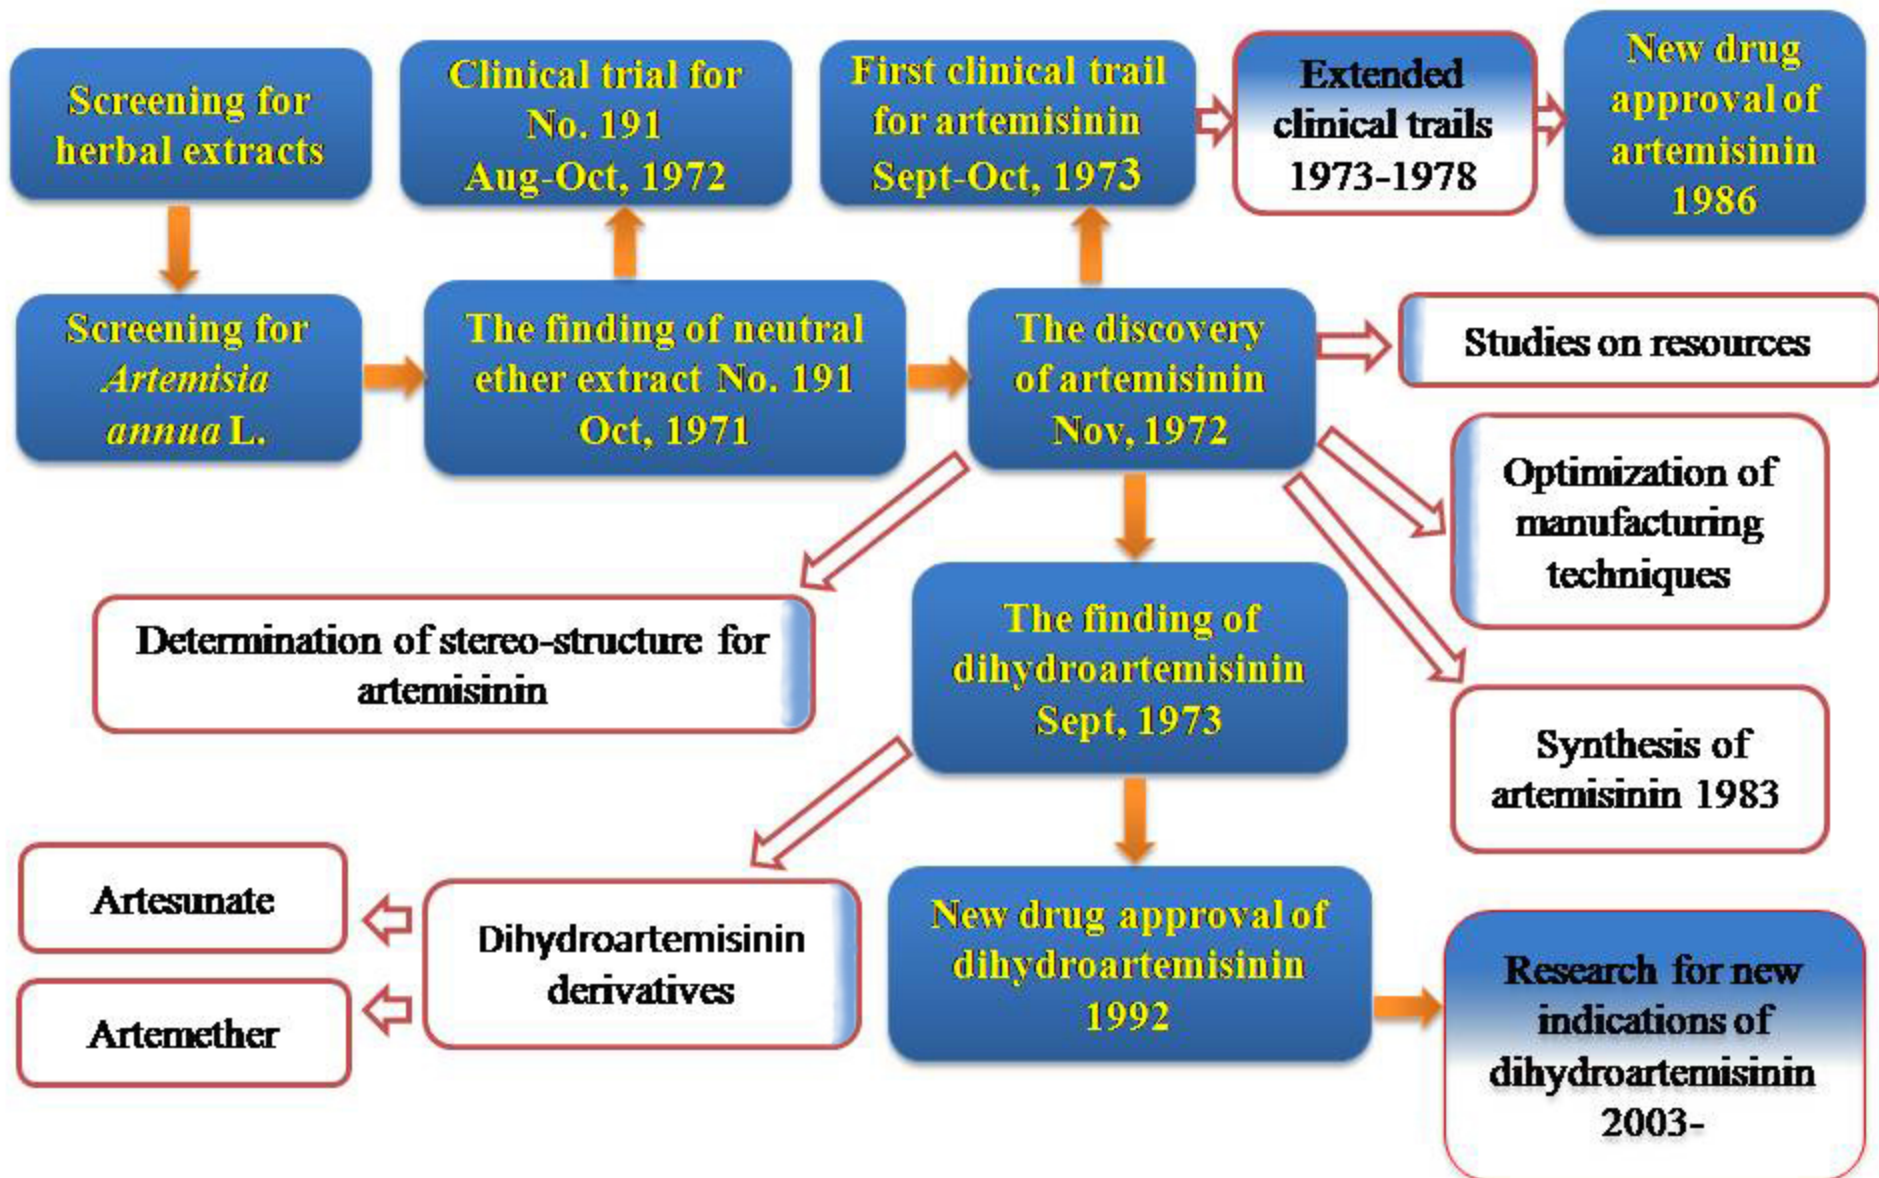 Screening for
herbal extracts
Clinical trial for
No. 191
Aug-Oct, 1972
First clinical trail
for artemisinin
Sept-Oct, 1973
Extended
clinical trails
1973-1978
New drug
approval of
artemisinin
1986
Screening for
Artemisia
annua L.
The finding of neutral
ether extract No. 191
Oct, 1971
The discovery
of artemisinin
Nov, 1972
Studies on resources
Optimization of
manufacturing
techniques
Determination of stereo-structure for
artemisinin
The finding of
dihydroartemisinin
Sept, 1973
Synthesis of
artemisinin 1983
Artesunate
Artemether
Dihydroartemisinin
derivatives
New drug approval of
dihydroartemisinin
1992
Research for new
indications of
dihydroartemisinin
2003-